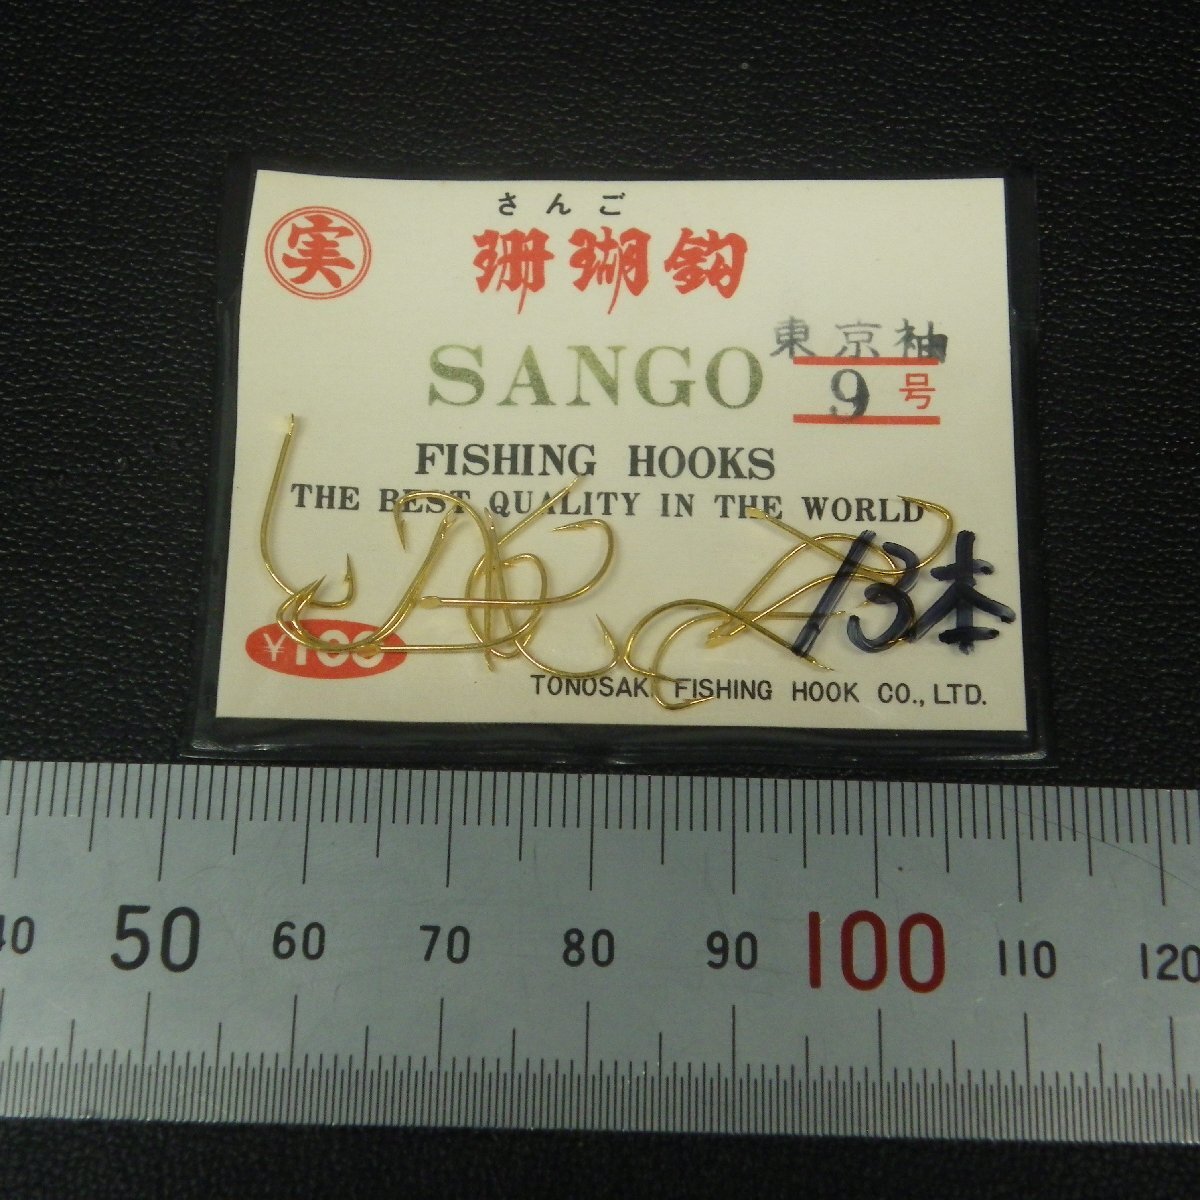 実
さんご
珊瑚鈎
SANGO
東京袖
9号
FISHING HOOKS
THE BEST QUALITY IN THE WORLD
13本
¥100
TONOSAKI FISHING HOOK CO., LTD.
40 50 60 70 80 90 100 110 120